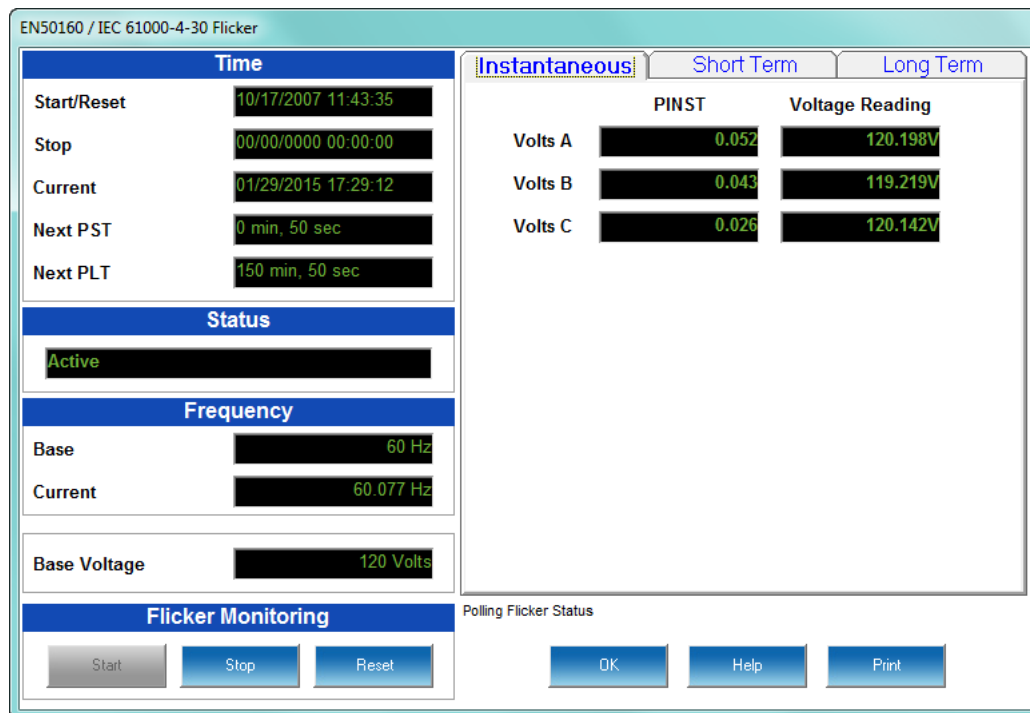 EN50160 / IEC 61000-4-30 Flicker
Time
Start/Reset 10/17/2007 11:43:35
Stop 00/00/0000 00:00:00
Current 01/29/2015 17:29:12
Next PST 0 min, 50 sec
Next PLT 150 min, 50 sec
Status
Active
Frequency
Base 60 Hz
Current 60.077 Hz
Base Voltage 120 Volts
Flicker Monitoring
Start Stop Reset
Instantaneous Short Term Long Term
PINST Voltage Reading
Volts A 0.052 120.198V
Volts B 0.043 119.219V
Volts C 0.026 120.142V
Polling Flicker Status
OK Help Print